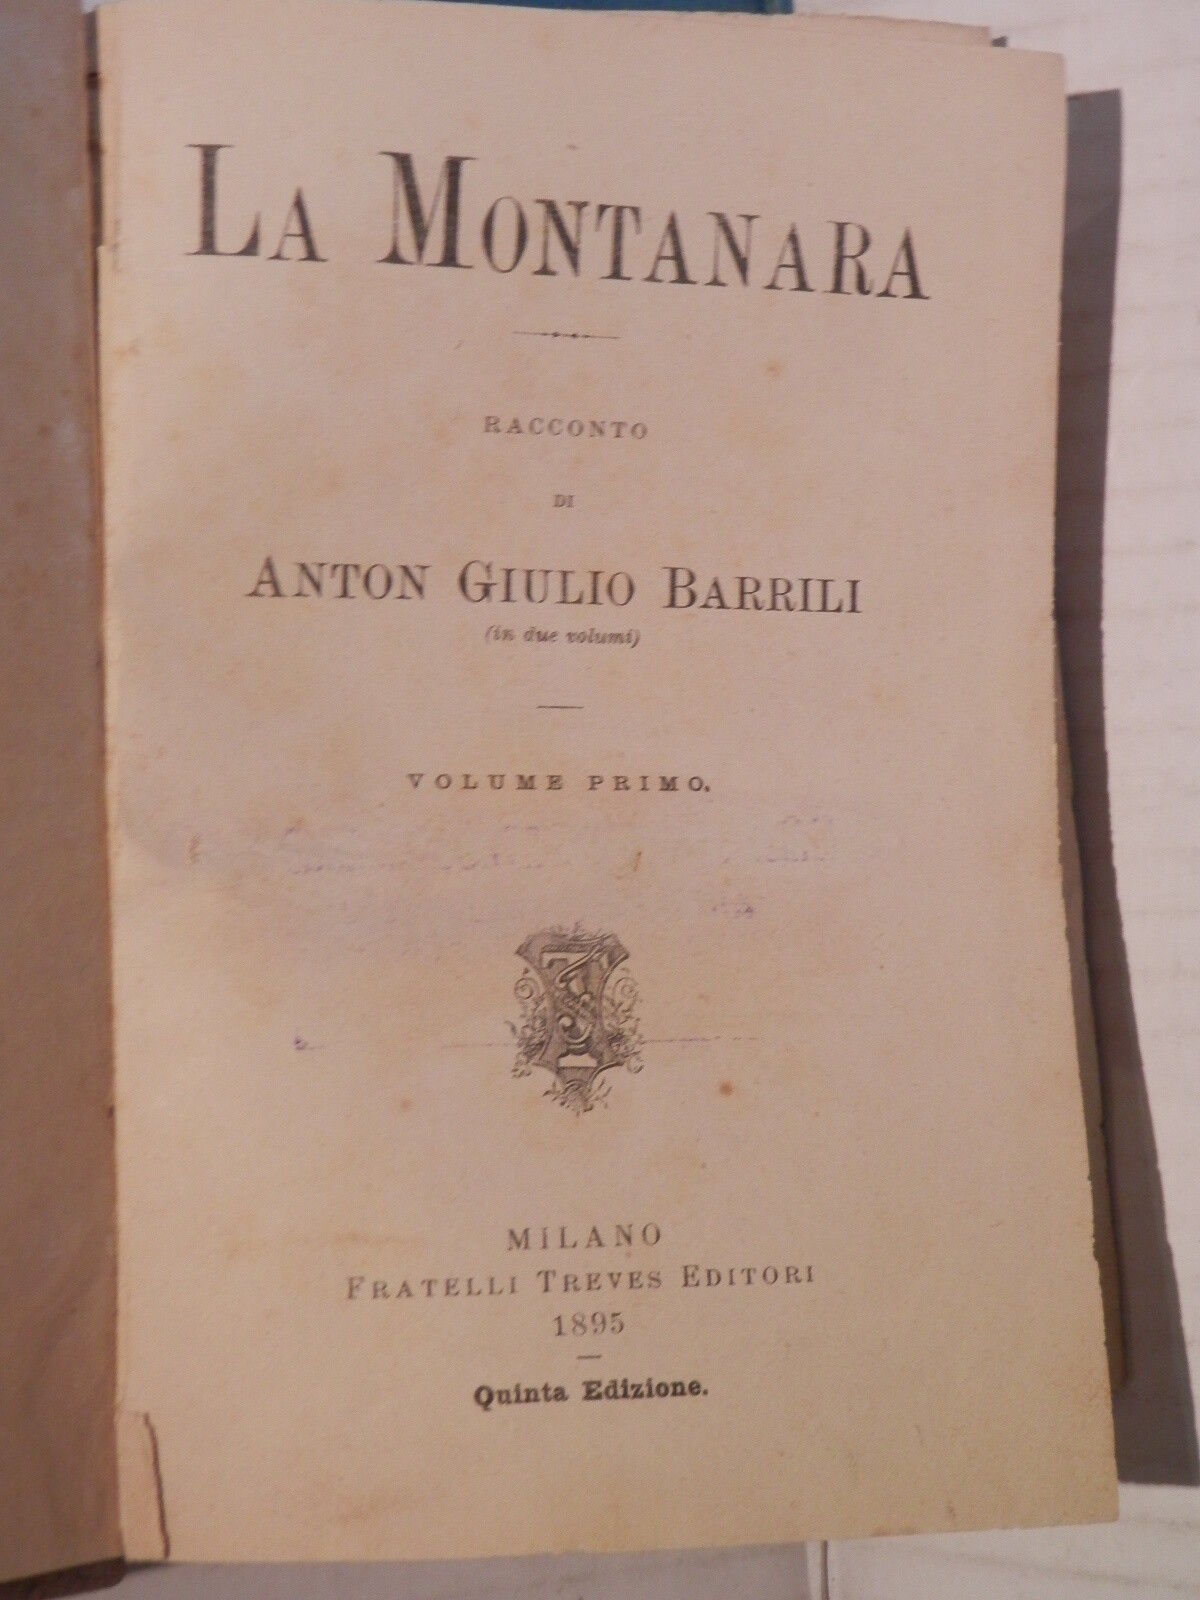 LA MONTANARA
RACCONTO
DI
ANTON GIULIO BARRILI
(in due volumi)
VOLUME PRIMO.
MILANO
FRATELLI TREVES EDITORI
1895
Quinta Edizione.